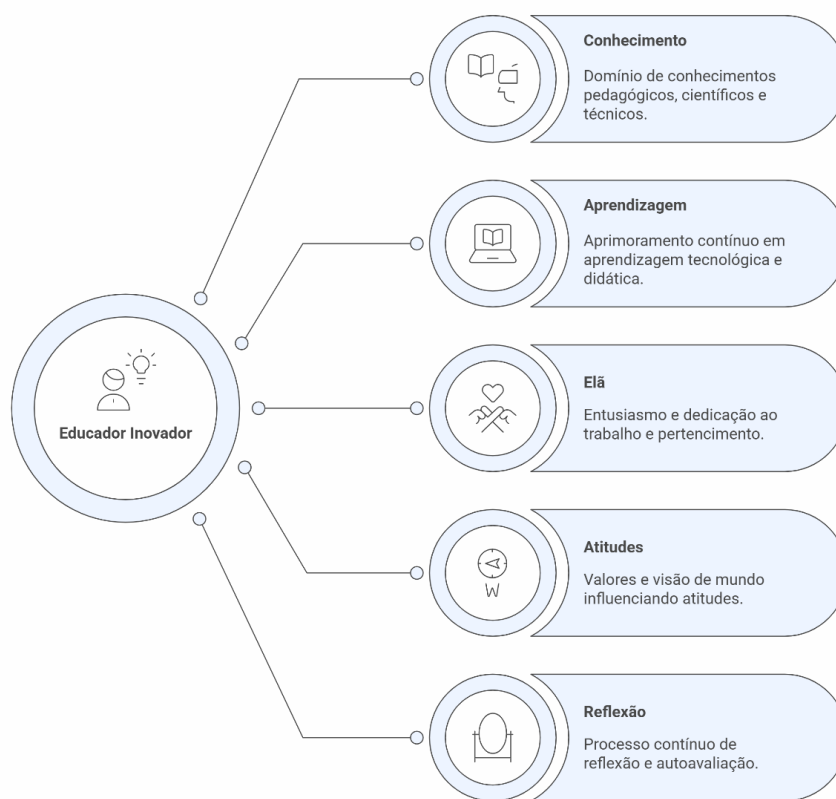 Conhecimento
Domínio de conhecimentos
pedagógicos, científicos e
técnicos.
Aprendizagem
Aprimoramento contínuo em
aprendizagem tecnológica e
didática.
Educador Inovador
Elã
Entusiasmo e dedicação ao
trabalho e pertencimento.
Atitudes
Valores e visão de mundo
influenciando atitudes.
W
Reflexão
Processo contínuo de
reflexão e autoavaliação.